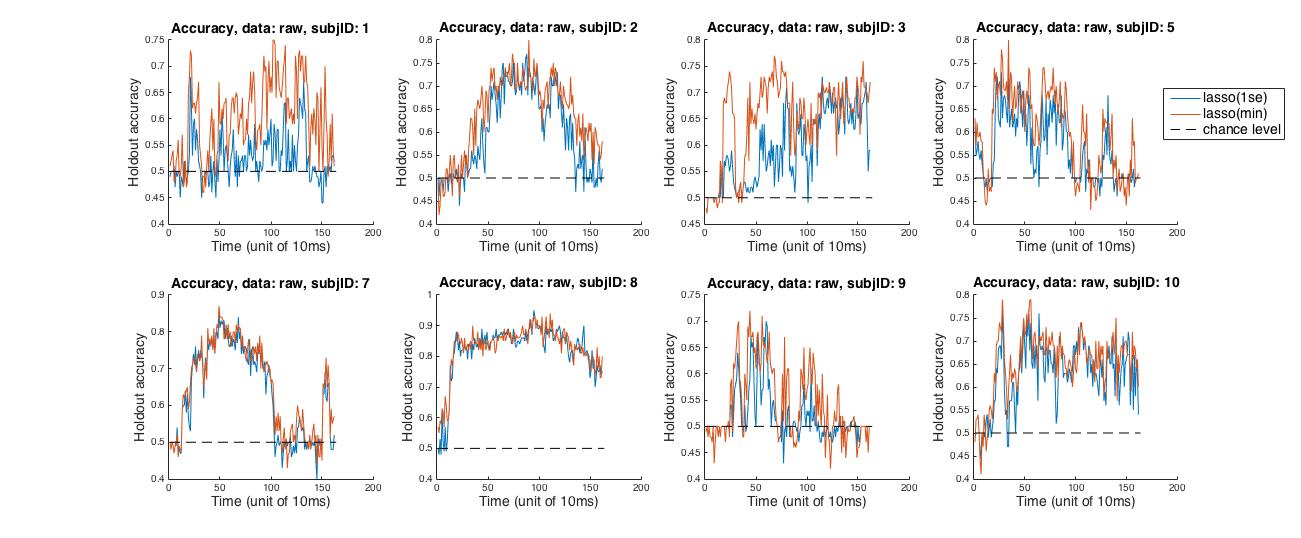 Accuracy, data: raw, subjID: 1
Holdout accuracy
0.75
0.7
0.65
0.6
0.55
0.5
0.45
0.4
0 50 100 150 200
Time (unit of 10ms)
Accuracy, data: raw, subjID: 2
Holdout accuracy
0.8
0.75
0.7
0.65
0.6
0.55
0.5
0.45
0.4
0 50 100 150 200
Time (unit of 10ms)
Accuracy, data: raw, subjID: 3
Holdout accuracy
0.8
0.75
0.7
0.65
0.6
0.55
0.5
0.45
0 50 100 150 200
Time (unit of 10ms)
Accuracy, data: raw, subjID: 5
Holdout accuracy
0.8
0.75
0.7
0.65
0.6
0.55
0.5
0.45
0.4
0 50 100 150 200
Time (unit of 10ms)
lasso(1se)
lasso(min)
chance level
Accuracy, data: raw, subjID: 7
Holdout accuracy
0.9
0.8
0.7
0.6
0.5
0.4
0 50 100 150 200
Time (unit of 10ms)
Accuracy, data: raw, subjID: 8
Holdout accuracy
1
0.9
0.8
0.7
0.6
0.5
0.4
0 50 100 150 200
Time (unit of 10ms)
Accuracy, data: raw, subjID: 9
Holdout accuracy
0.75
0.7
0.65
0.6
0.55
0.5
0.45
0.4
0 50 100 150 200
Time (unit of 10ms)
Accuracy, data: raw, subjID: 10
Holdout accuracy
0.8
0.75
0.7
0.65
0.6
0.55
0.5
0.45
0.4
0 50 100 150 200
Time (unit of 10ms)